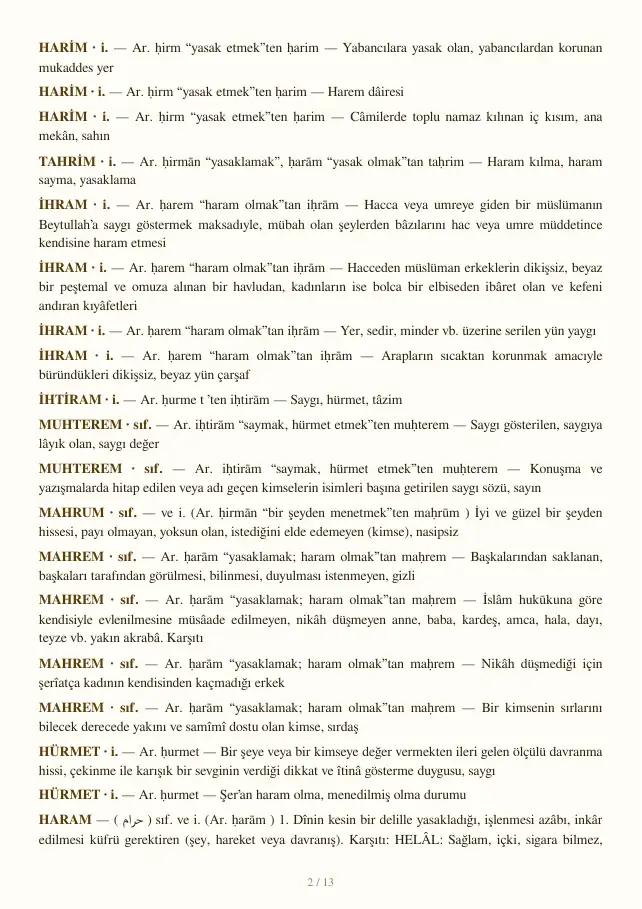 HARİM · i. — Ar. ḥirm “yasak etmek”ten ḥarim — Yabancılara yasak olan, yabancılardan korunan
mukaddes yer
HARİM · i. — Ar. ḥirm “yasak etmek”ten ḥarim — Harem dâiresi
HARİM · i. — Ar. ḥirm “yasak etmek”ten ḥarim — Câmilerde toplu namaz kılınan iç kısım, ana
mekân, sahın
TAHRİM · i. — Ar. ḥirmān “yasaklamak”, ḥarām “yasak olmak”tan taḥrim — Haram kılma, haram
sayma, yasaklama
İHRAM · i. — Ar. ḥarem “haram olmak”tan iḥrām — Hacca veya umreye giden bir müslümanın
Beytullah’a saygı göstermek maksadıyle, mübah olan şeylerden bâzılarını hac veya umre müddetince
kendisine haram etmesi
İHRAM · i. — Ar. ḥarem “haram olmak”tan iḥrām — Hacceden müslüman erkeklerin dikişsiz, beyaz
bir peştemal ve omuza alınan bir havludan, kadınların ise bolca bir elbiseden ibâret olan ve kefeni
andıran kıyâfetleri
İHRAM · i. — Ar. ḥarem “haram olmak”tan iḥrām — Yer, sedir, minder vb. üzerine serilen yün yaygı
İHRAM · i. — Ar. ḥarem “haram olmak”tan iḥrām — Arapların sıcaktan korunmak amacıyle
büründükleri dikişsiz, beyaz yün çarşaf
İHTİRAM · i. — Ar. ḥurme t ’ten iḥtirām — Saygı, hürmet, tâzim
MUHTEREM · sıf. — Ar. iḥtirām “saymak, hürmet etmek”ten muḥterem — Saygı gösterilen, saygıya
lâyık olan, saygı değer
MUHTEREM · sıf. — Ar. iḥtirām “saymak, hürmet etmek”ten muḥterem — Konuşma ve
yazışmalarda hitap edilen veya adı geçen kimselerin isimleri başına getirilen saygı sözü, sayın
MAHRUM · sıf. — ve i. (Ar. ḥirmān “bir şeyden menetmek”ten maḥrūm ) İyi ve güzel bir şeyden
hissesi, payı olmayan, yoksun olan, istediğini elde edemeyen (kimse), nasipsiz
MAHREM · sıf. — Ar. ḥarām “yasaklamak; haram olmak”tan maḥrem — Başkalarından saklanan,
başkaları tarafından görülmesi, bilinmesi, duyulması istenmeyen, gizli
MAHREM · sıf. — Ar. ḥarām “yasaklamak; haram olmak”tan maḥrem — İslâm hukūkuna göre
kendisiyle evlenilmesine müsâade edilmeyen, nikâh düşmeyen anne, baba, kardeş, amca, hala, dayı,
teyze vb. yakın akrabâ. Karşıtı
MAHREM · sıf. — Ar. ḥarām “yasaklamak; haram olmak”tan maḥrem — Nikâh düşmediği için
şerîatça kadının kendisinden kaçmadığı erkek
MAHREM · sıf. — Ar. ḥarām “yasaklamak; haram olmak”tan maḥrem — Bir kimsenin sırlarını
bilecek derecede yakını ve samîmî dostu olan kimse, sırdaş
HÜRMET · i. — Ar. ḥurmet — Bir şeye veya bir kimseye değer vermekten ileri gelen ölçülü davranma
hissi, çekinme ile karışık bir sevginin verdiği dikkat ve îtinâ gösterme duygusu, saygı
HÜRMET · i. — Ar. ḥurmet — Şer’an haram olma, menedilmiş olma durumu
HARAM — ( حرام ) sıf. ve i. (Ar. ḥarām ) 1. Dînin kesin bir delille yasakladığı, işlenmesi azâbı, inkâr
edilmesi küfrü gerektiren (şey, hareket veya davranış). Karşıtı: HELÂL: Sağlam, içki, sigara bilmez,
2 / 13